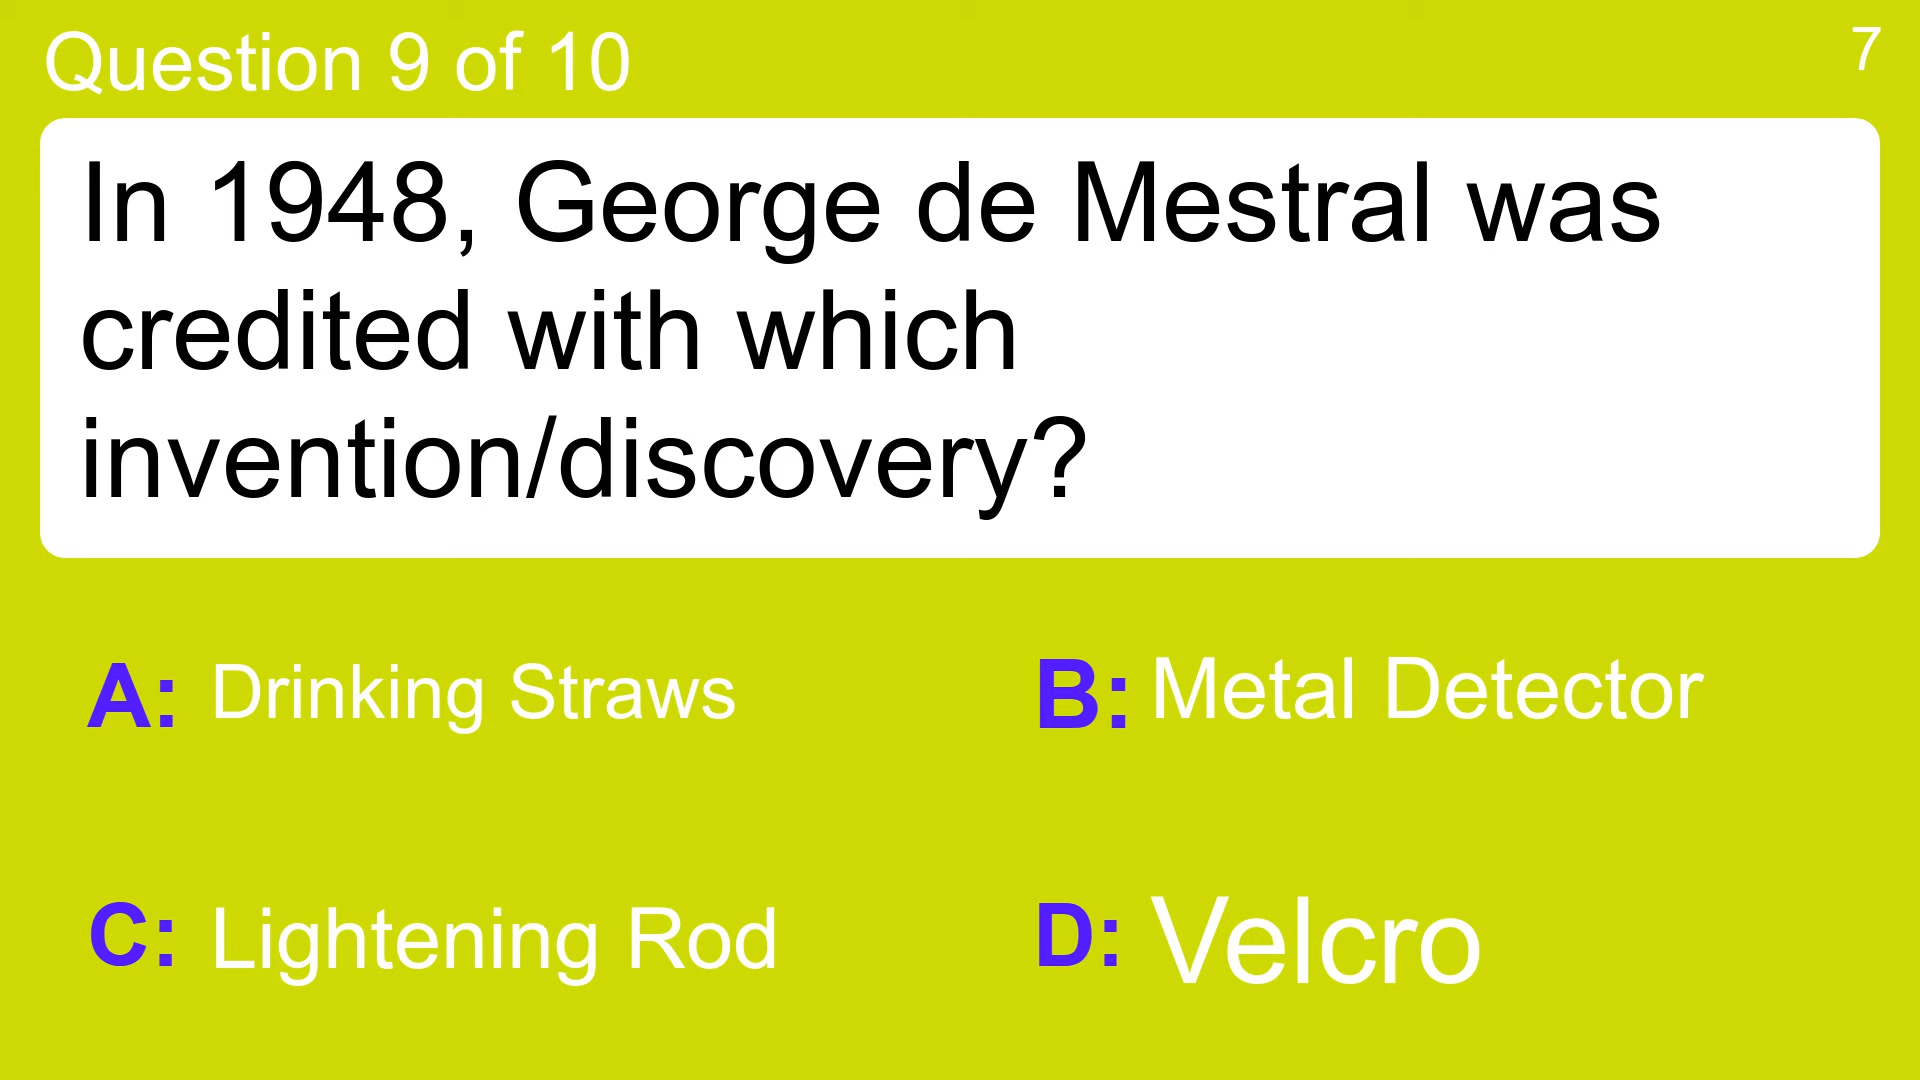 Question 9 of 10
7
In 1948, George de Mestral was
credited with which
invention/discovery?
A: Drinking Straws
B: Metal Detector
C: Lightening Rod
D: Velcro